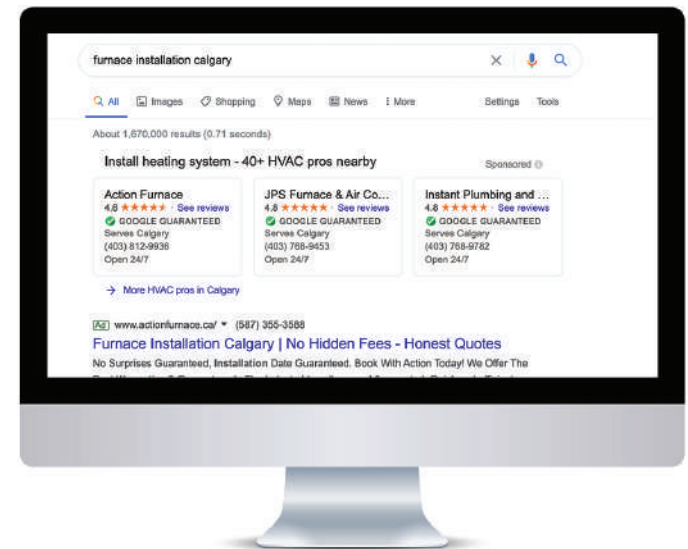 furnace installation calgary
All Images Shopping Maps News More Settings Tools
About 1,670,000 results (0.71 seconds)
Install heating system - 40+ HVAC pros nearby Sponsored
Action Furnace JPS Furnace & Air Co... Instant Plumbing and ...
4.8 ★★★★★ · See reviews 4.8 ★★★★★ · See reviews 4.8 ★★★★★ · See reviews
GOOGLE GUARANTEED GOOGLE GUARANTEED GOOGLE GUARANTEED
Serves Calgary Serves Calgary Serves Calgary
(403) 812-9936 (403) 768-9453 (403) 768-9782
Open 24/7 Open 24/7 Open 24/7
→ More HVAC pros in Calgary
Ad www.actionfurnace.ca/ (587) 355-3588
Furnace Installation Calgary | No Hidden Fees - Honest Quotes
No Surprises Guaranteed, Installation Date Guaranteed. Book With Action Today! We Offer The